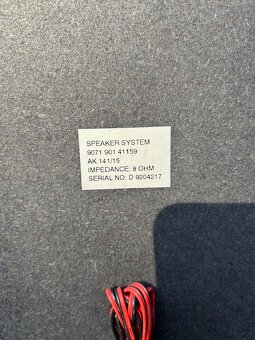 SPEAKER SYSTEM
9071 901 41159
AK 141/15
IMPEDANCE: 8 OHM
SERIAL NO: D 9204217